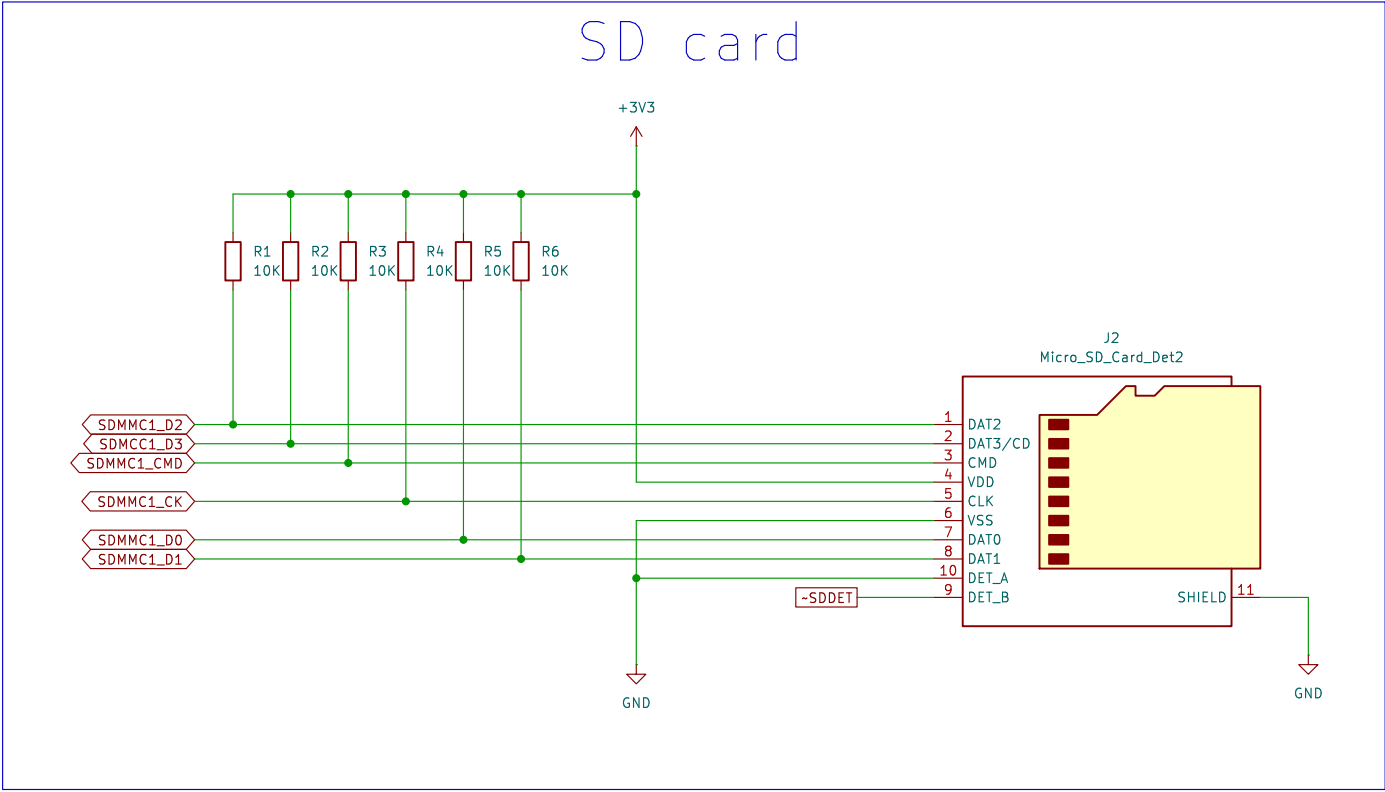 SD card
+3V3
R1
10K
R2
10K
R3
10K
R4
10K
R5
10K
R6
10K
J2
Micro_SD_Card_Det2
SDMMC1_D2
SDMCC1_D3
SDMMC1_CMD
SDMMC1_CK
SDMMC1_D0
SDMMC1_D1
1 DAT2
2 DAT3/CD
3 CMD
4 VDD
5 CLK
6 VSS
7 DAT0
8 DAT1
10 DET_A
9 DET_B
~SDDET
SHIELD 11
GND
GND